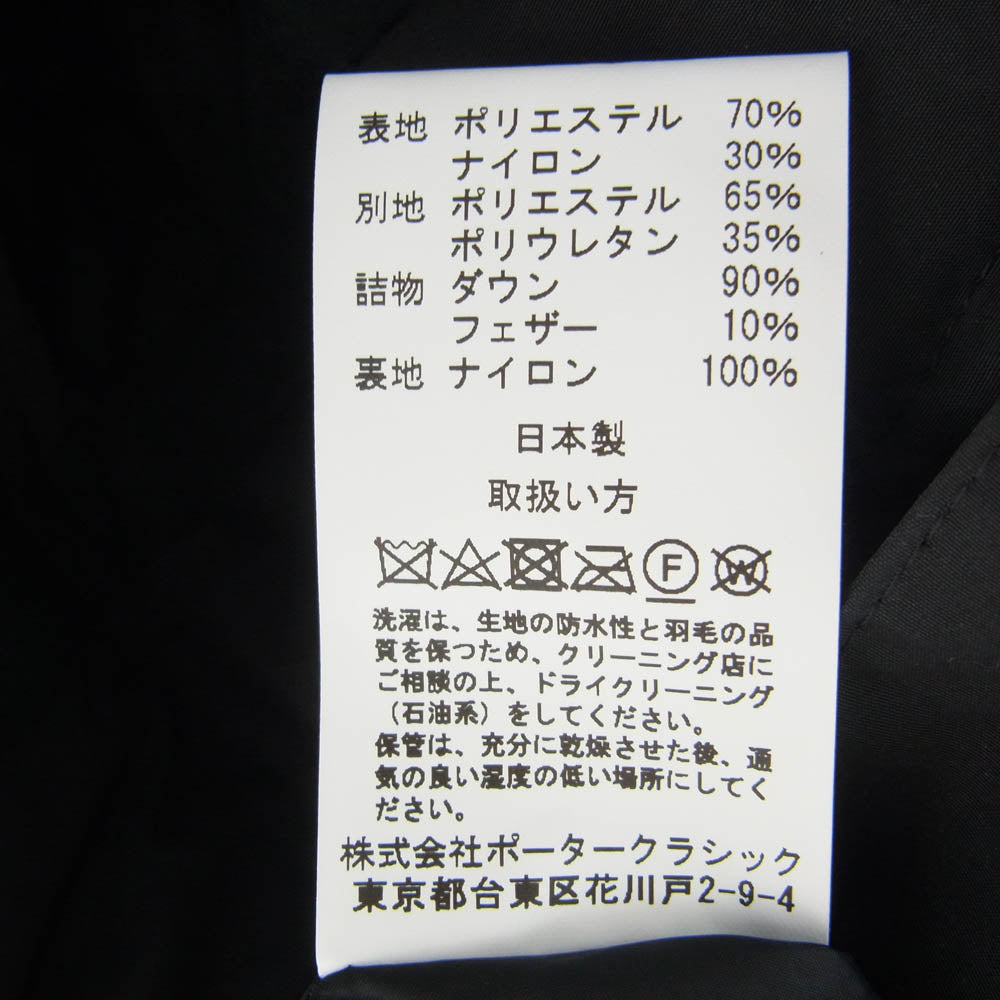 表地 ポリエステル 70%
ナイロン 30%
別地 ポリエステル 65%
ポリウレタン 35%
詰物 ダウン 90%
フェザー 10%
裏地 ナイロン 100%
日本製
取扱い方
F W
洗濯は、生地の防水性と羽毛の品
質を保つため、クリーニング店に
ご相談の上、ドライクリーニング
（石油系）をしてください。
保管は、充分に乾燥させた後、通
気の良い湿度の低い場所にしてく
ださい。
株式会社ポータークラシック
東京都台東区花川戸2-9-4